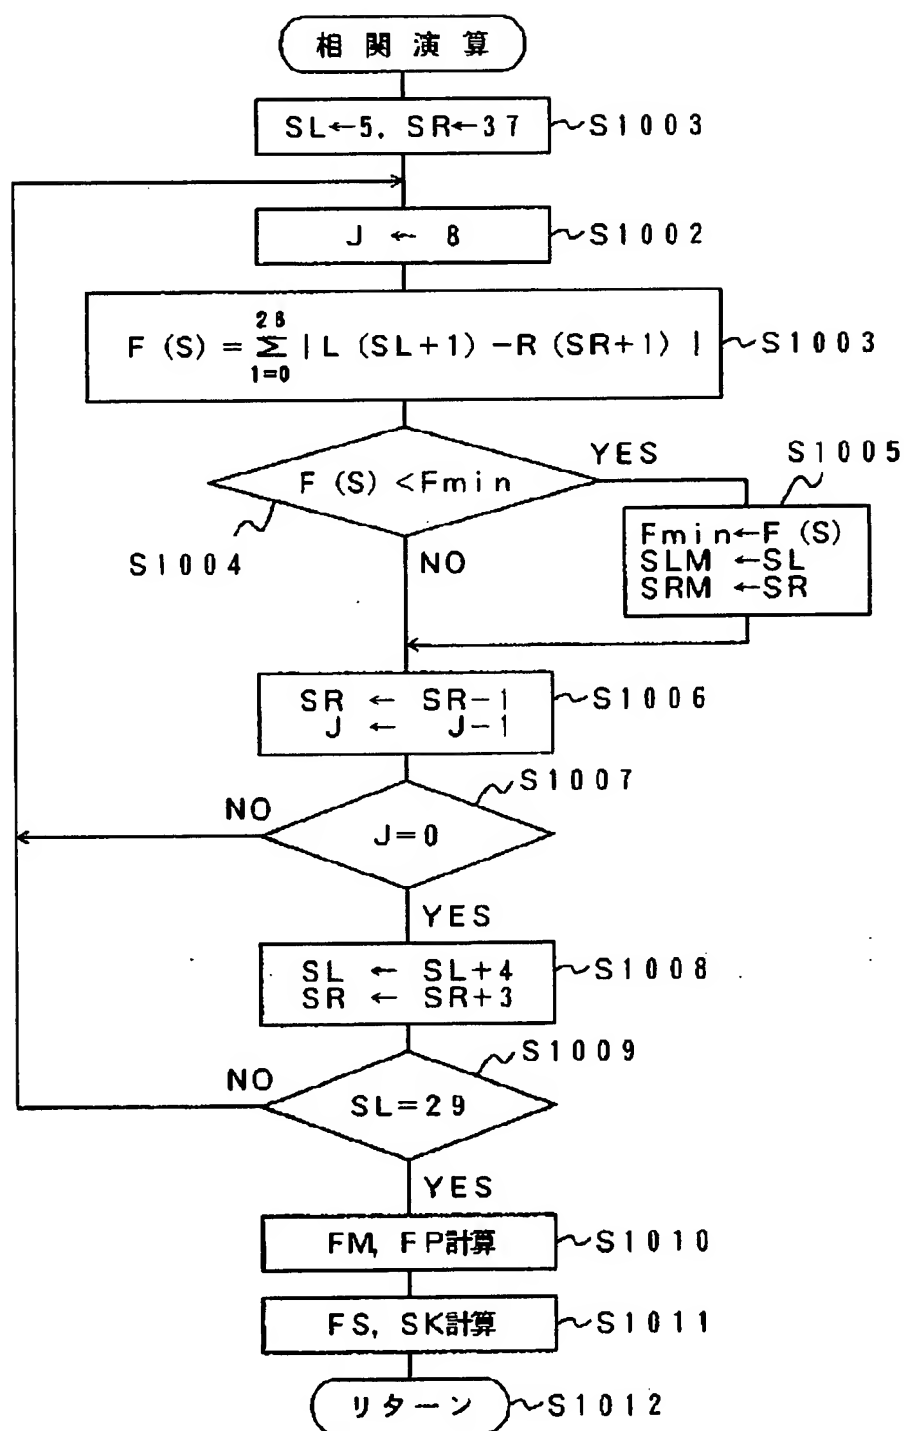 相関演算
SL←5, SR←37
S1003
J ← 8
S1002
F (S) = Σ | L (SL+1) -R (SR+1) |
26
1=0
S1003
F (S) <Fmin
YES
S1005
Fmin←F (S)
SLM ←SL
SRM ←SR
S1004
NO
SR ← SR-1
J ← J-1
S1006
S1007
NO
J=0
YES
SL ← SL+4
SR ← SR+3
S1008
S1009
NO
SL=29
YES
FM, FP計算
S1010
FS, SK計算
S1011
リターン
S1012